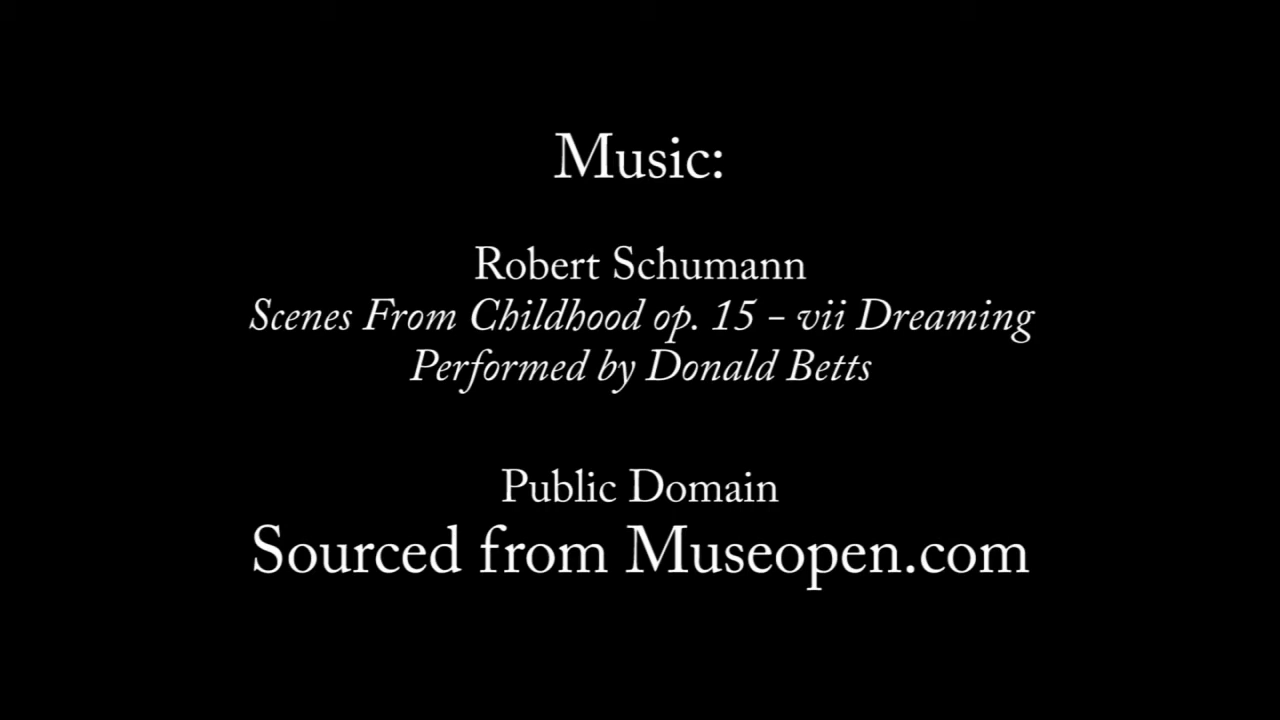 Music:
Robert Schumann
Scenes From Childhood op. 15 - vii Dreaming
Performed by Donald Betts
Public Domain
Sourced from Museopen.com